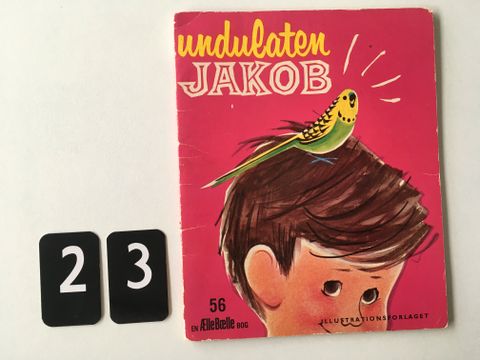 undulaten
JAKOB
2 3
56
EN ÆlleBælle BOG
ILLUSTRATIONSFORLAGET